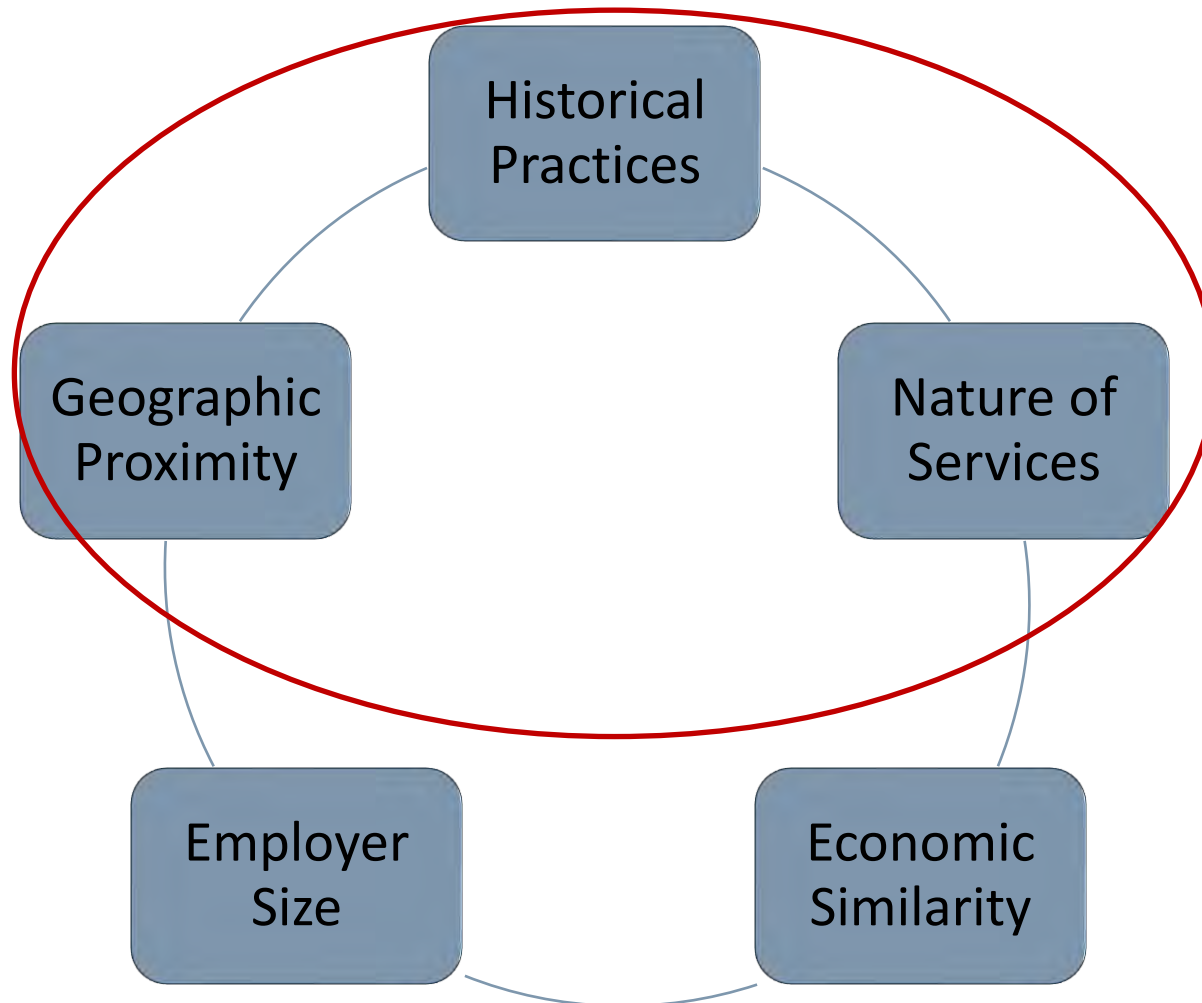 Historical
Practices
Geographic
Proximity
Nature of
Services
Employer
Size
Economic
Similarity